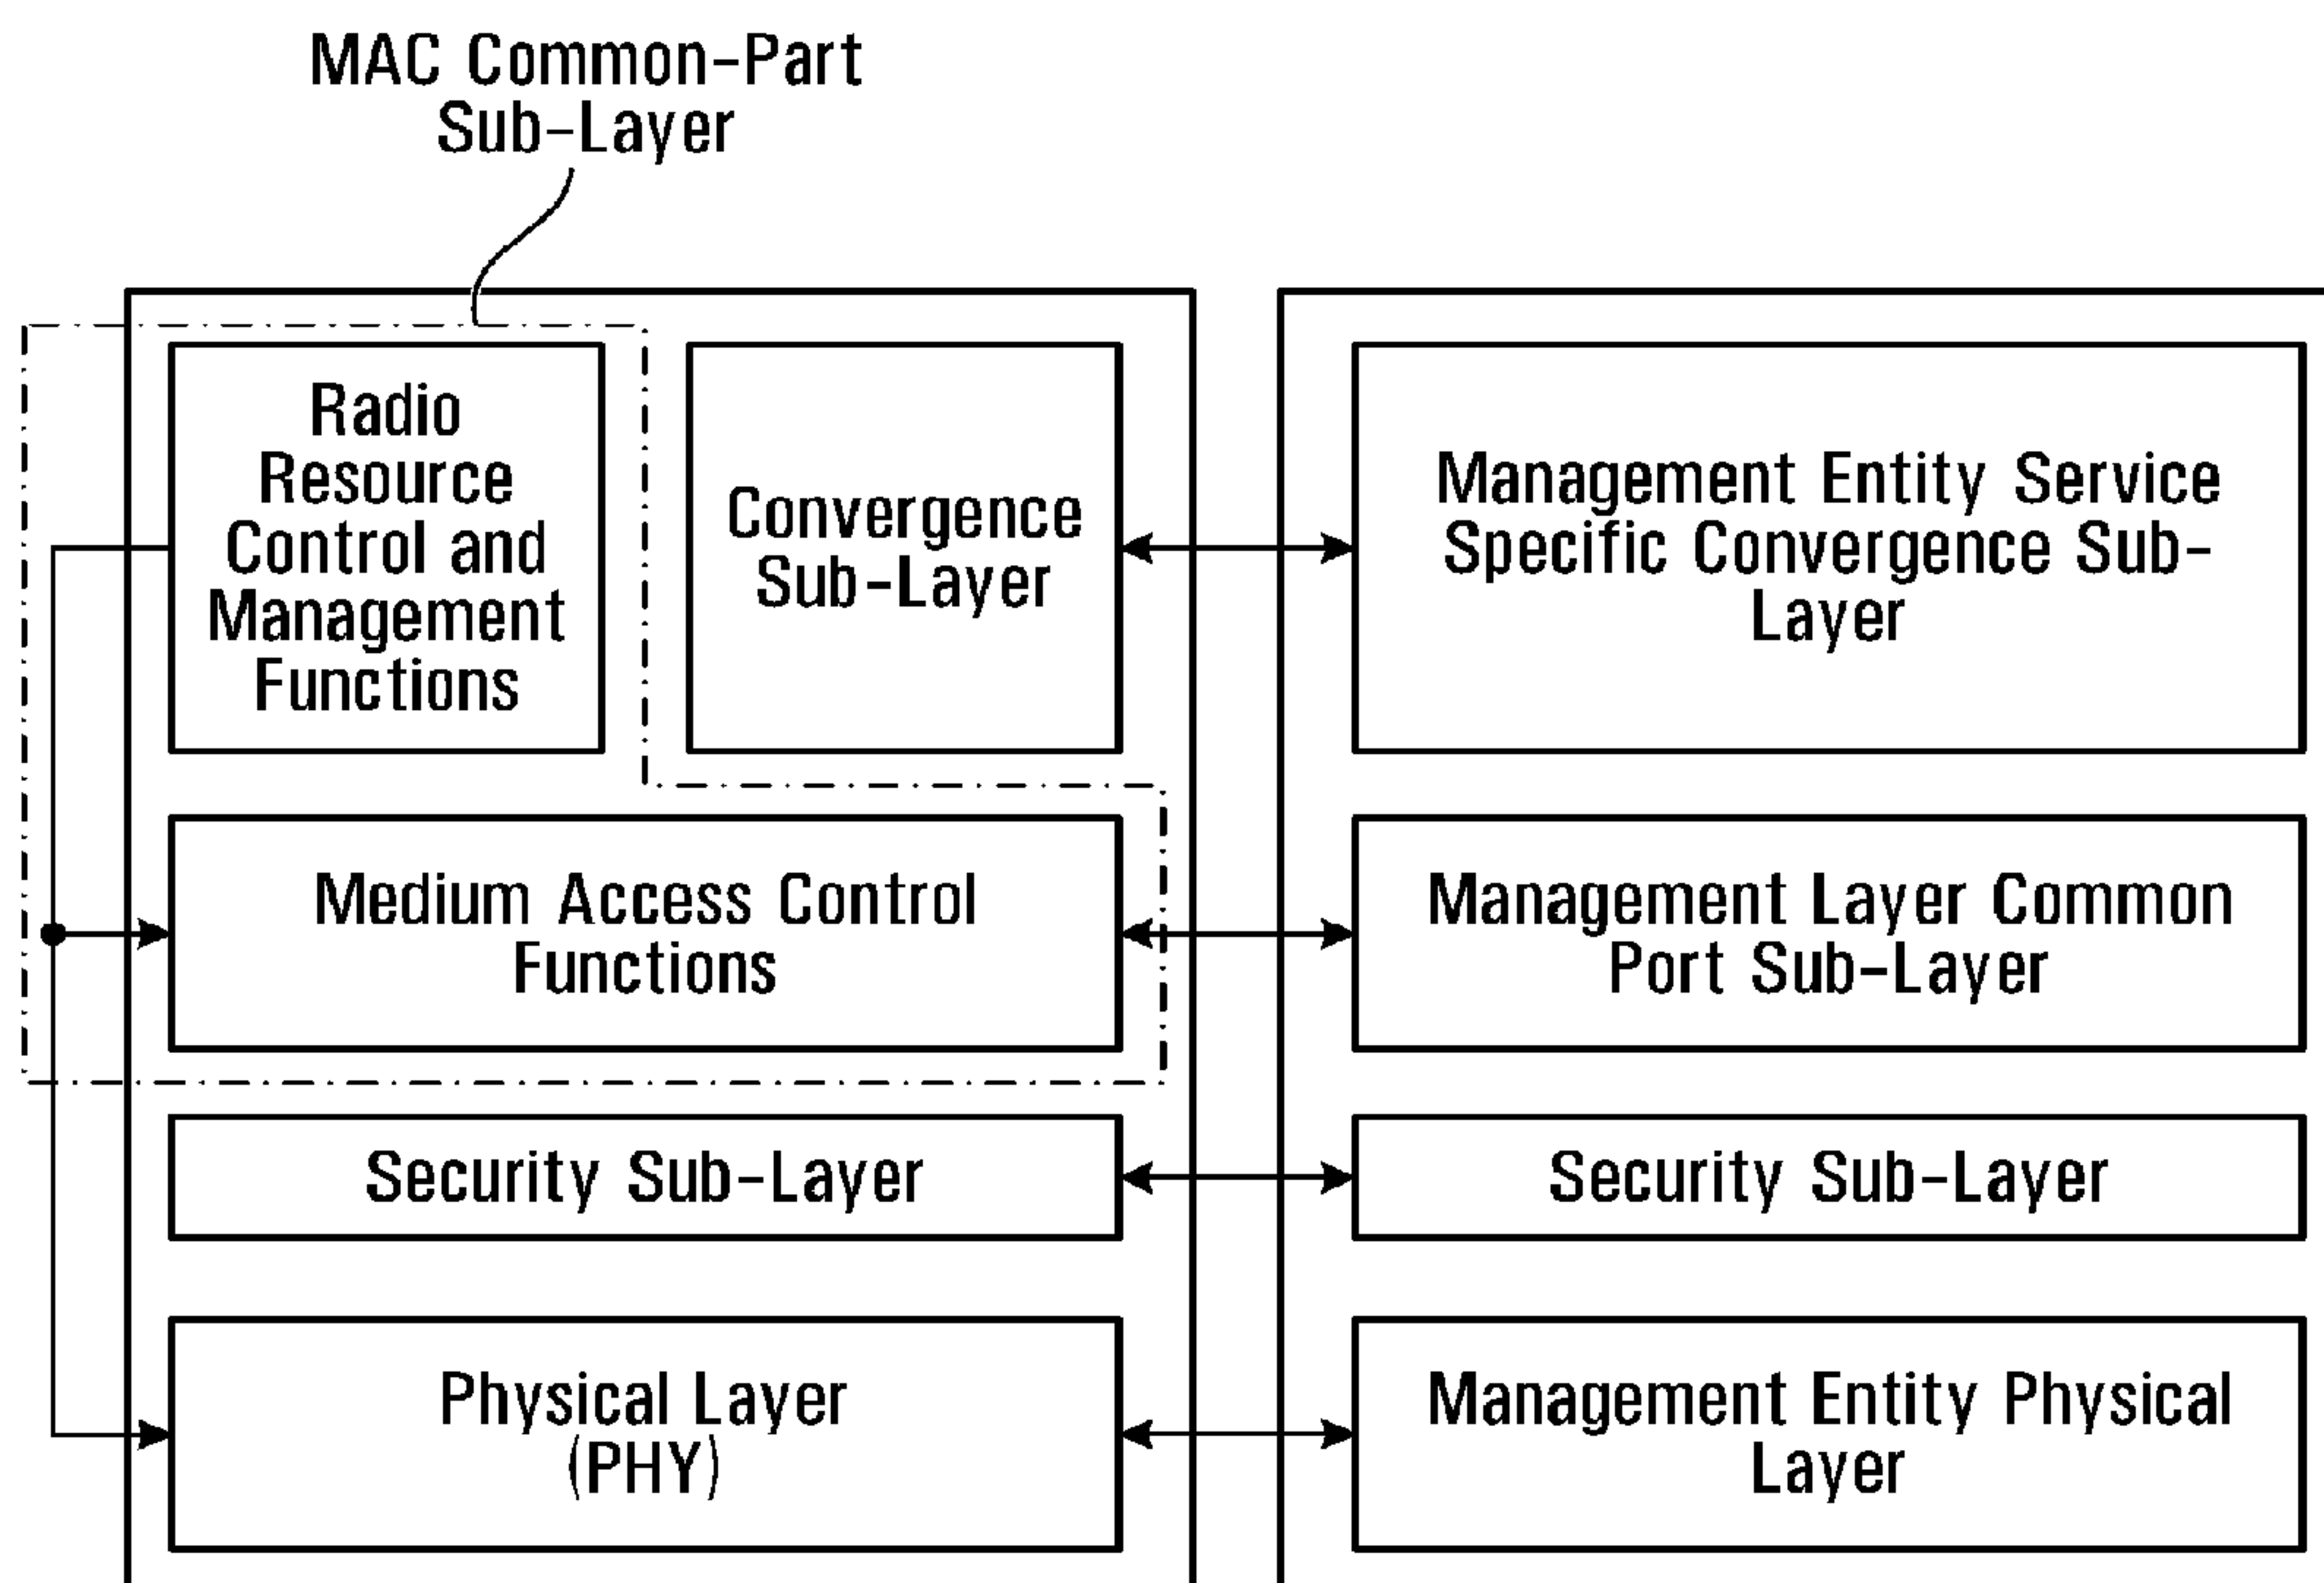 MAC Common-Part
Sub-Layer
Radio
Resource
Control and
Management
Functions
Convergence
Sub-Layer
Management Entity Service
Specific Convergence Sub-
Layer
Medium Access Control
Functions
Management Layer Common
Port Sub-Layer
Security Sub-Layer
Security Sub-Layer
Physical Layer
(PHY)
Management Entity Physical
Layer